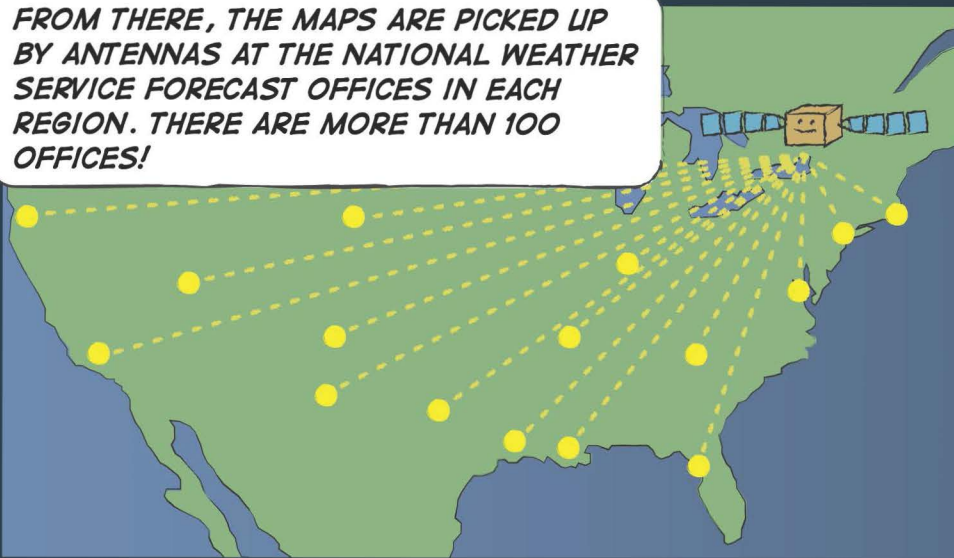 FROM THERE, THE MAPS ARE PICKED UP
BY ANTENNAS AT THE NATIONAL WEATHER
SERVICE FORECAST OFFICES IN EACH
REGION. THERE ARE MORE THAN 100
OFFICES!